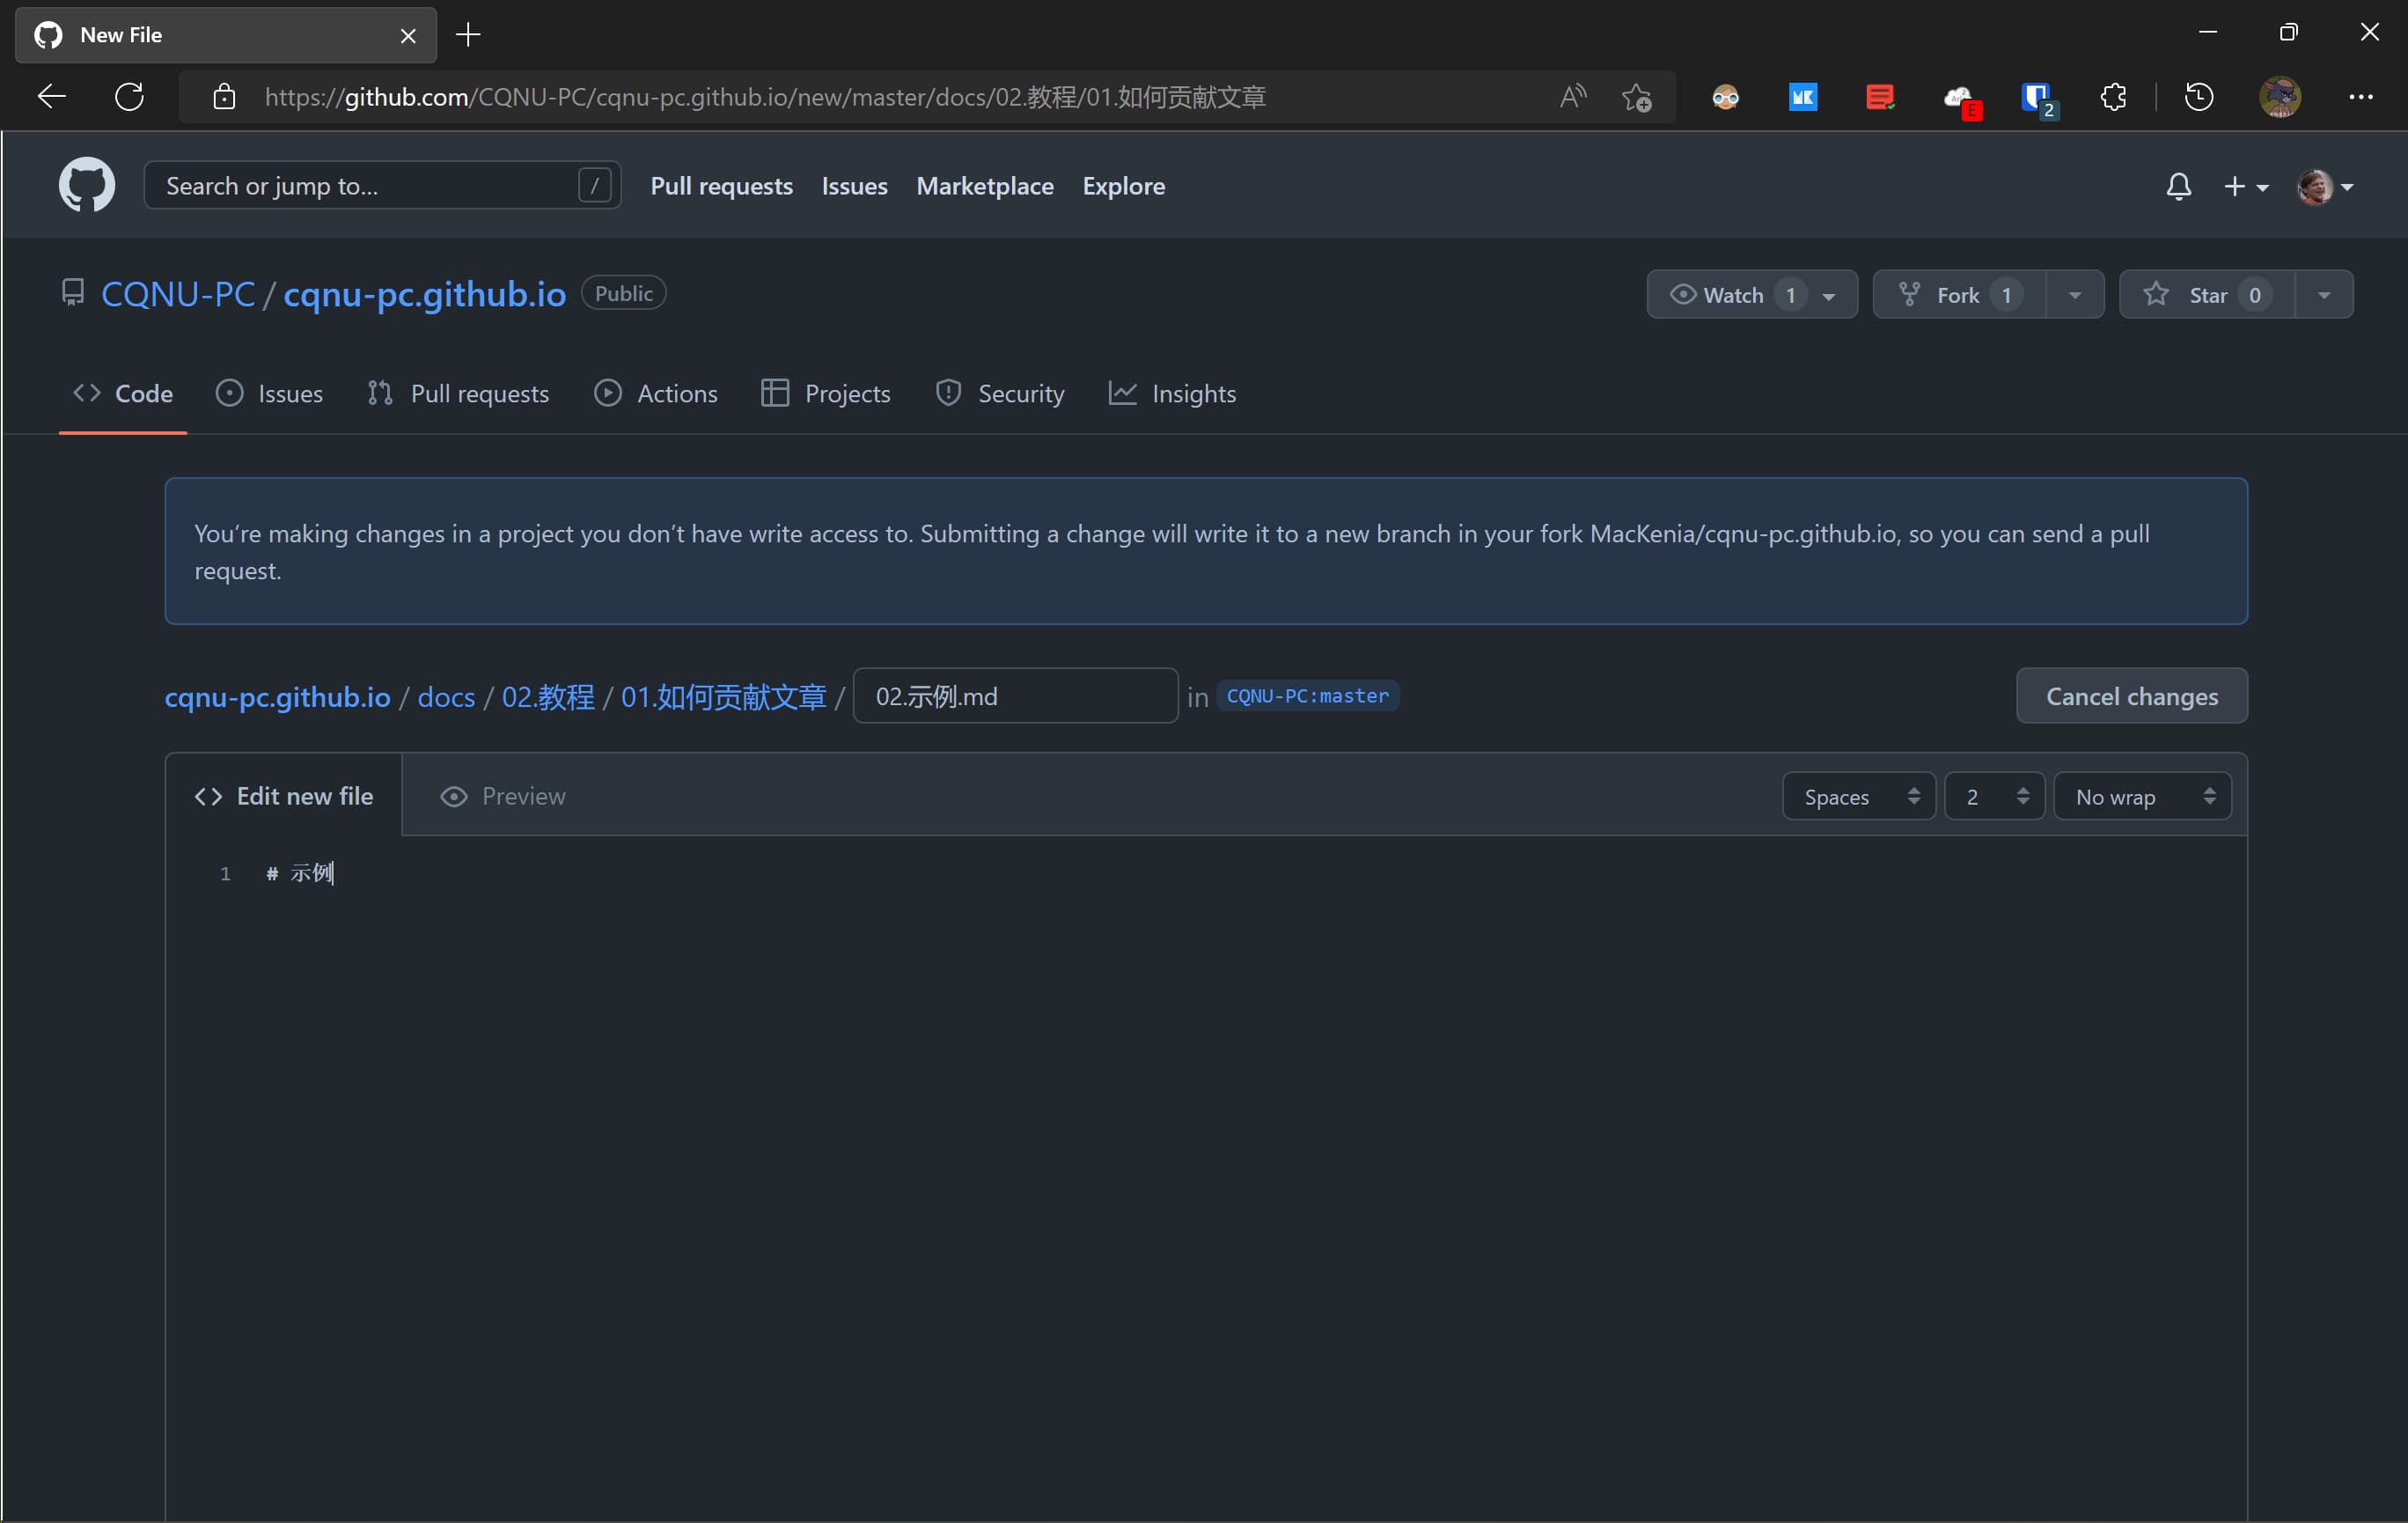 New File
https://github.com/CQNU-PC/cqnu-pc.github.io/new/master/docs/02.教程/01.如何贡献文章
A
MK
E
2
Search or jump to...
/
Pull requests Issues Marketplace Explore
CQNU-PC / cqnu-pc.github.io Public
Watch 1 Fork 1 Star 0
Code Issues Pull requests Actions Projects Security Insights
You’re making changes in a project you don’t have write access to. Submitting a change will write it to a new branch in your fork MacKenia/cqnu-pc.github.io, so you can send a pull
request.
cqnu-pc.github.io / docs / 02.教程 / 01.如何贡献文章 / 02.示例.md in CQNU-PC:master Cancel changes
Edit new file Preview Spaces 2 No wrap
1 # 示例